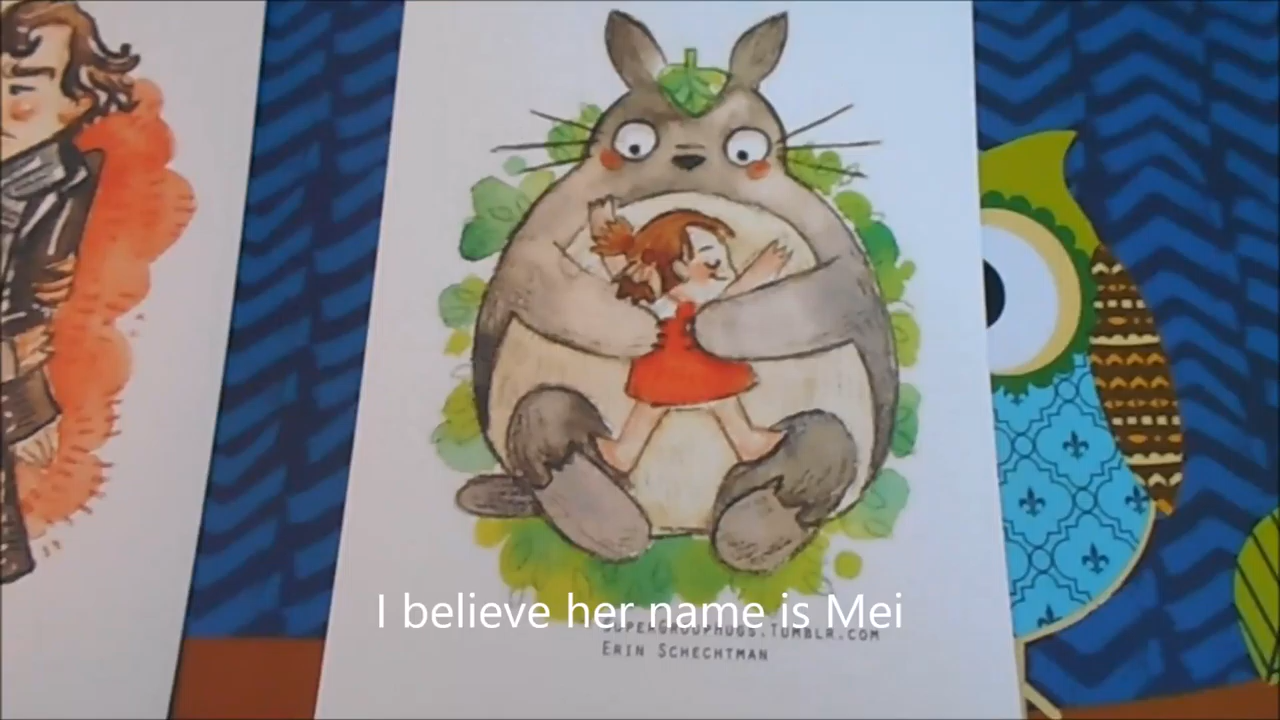 I believe her name is Mei
SUPERGROUPHUGS.TUMBLR.COM
ERIN SCHECHTMAN